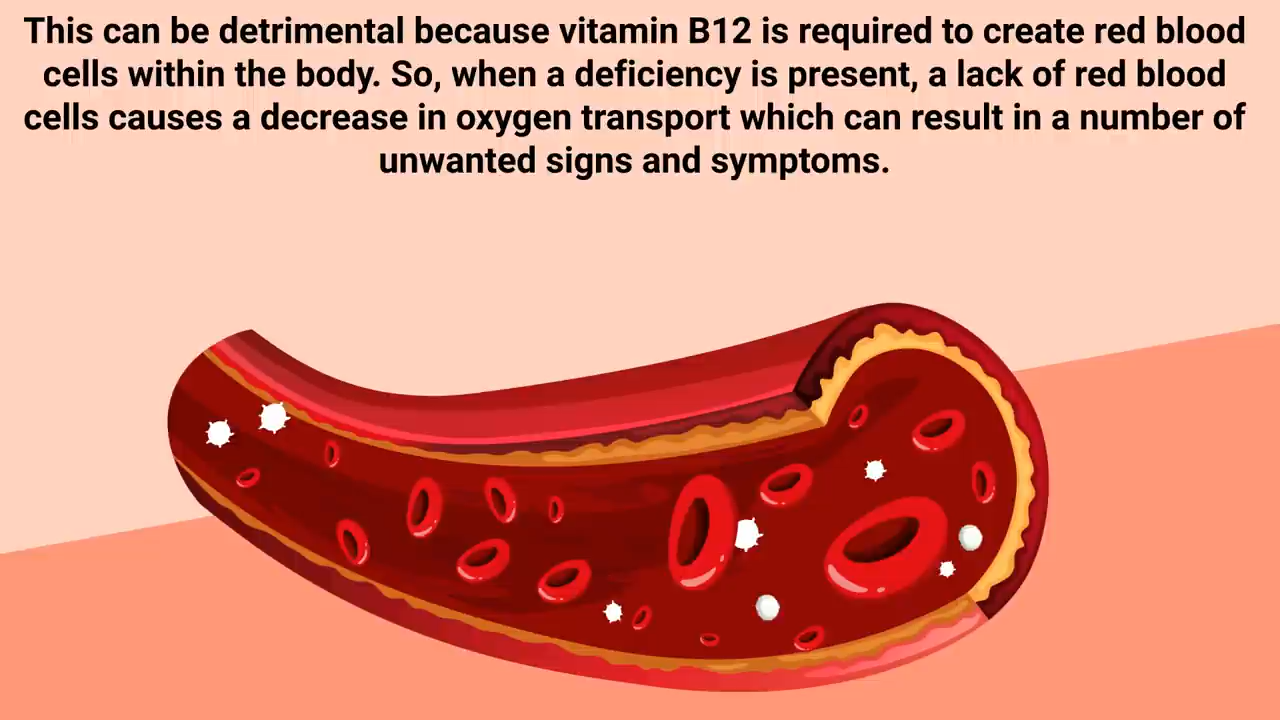 This can be detrimental because vitamin B12 is required to create red blood
cells within the body. So, when a deficiency is present, a lack of red blood
cells causes a decrease in oxygen transport which can result in a number of
unwanted signs and symptoms.